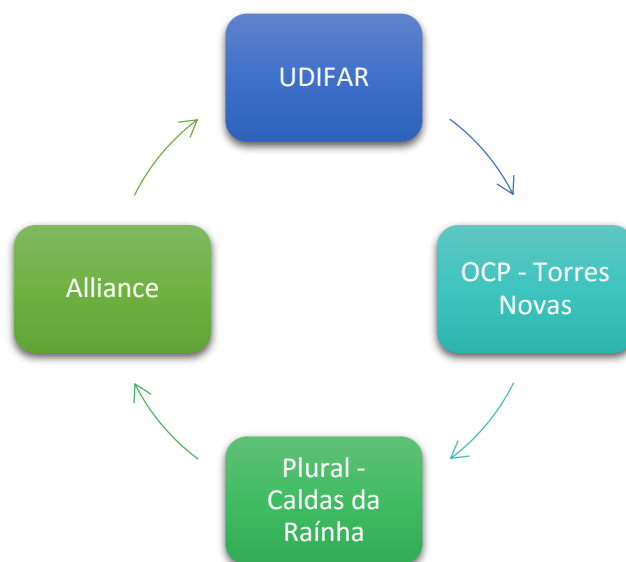 UDIFAR
OCP - Torres
Novas
Alliance
Plural -
Caldas da
Raínha